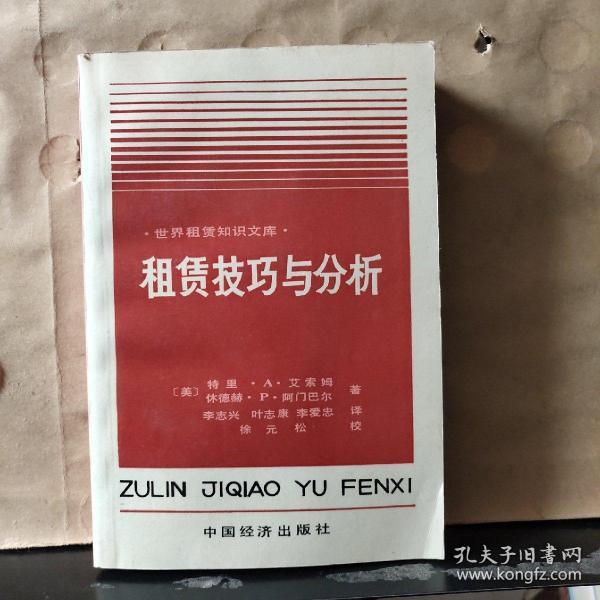 ·世界租赁知识文库·
租赁技巧与分析
〔美〕特里·A·艾索姆
休德赫·P·阿门巴尔 著
李志兴 叶志康 李爱忠 译
徐元松 校
ZULIN JIQIAO YU FENXI
中国经济出版社
孔夫子旧書网
www.kongfz.com